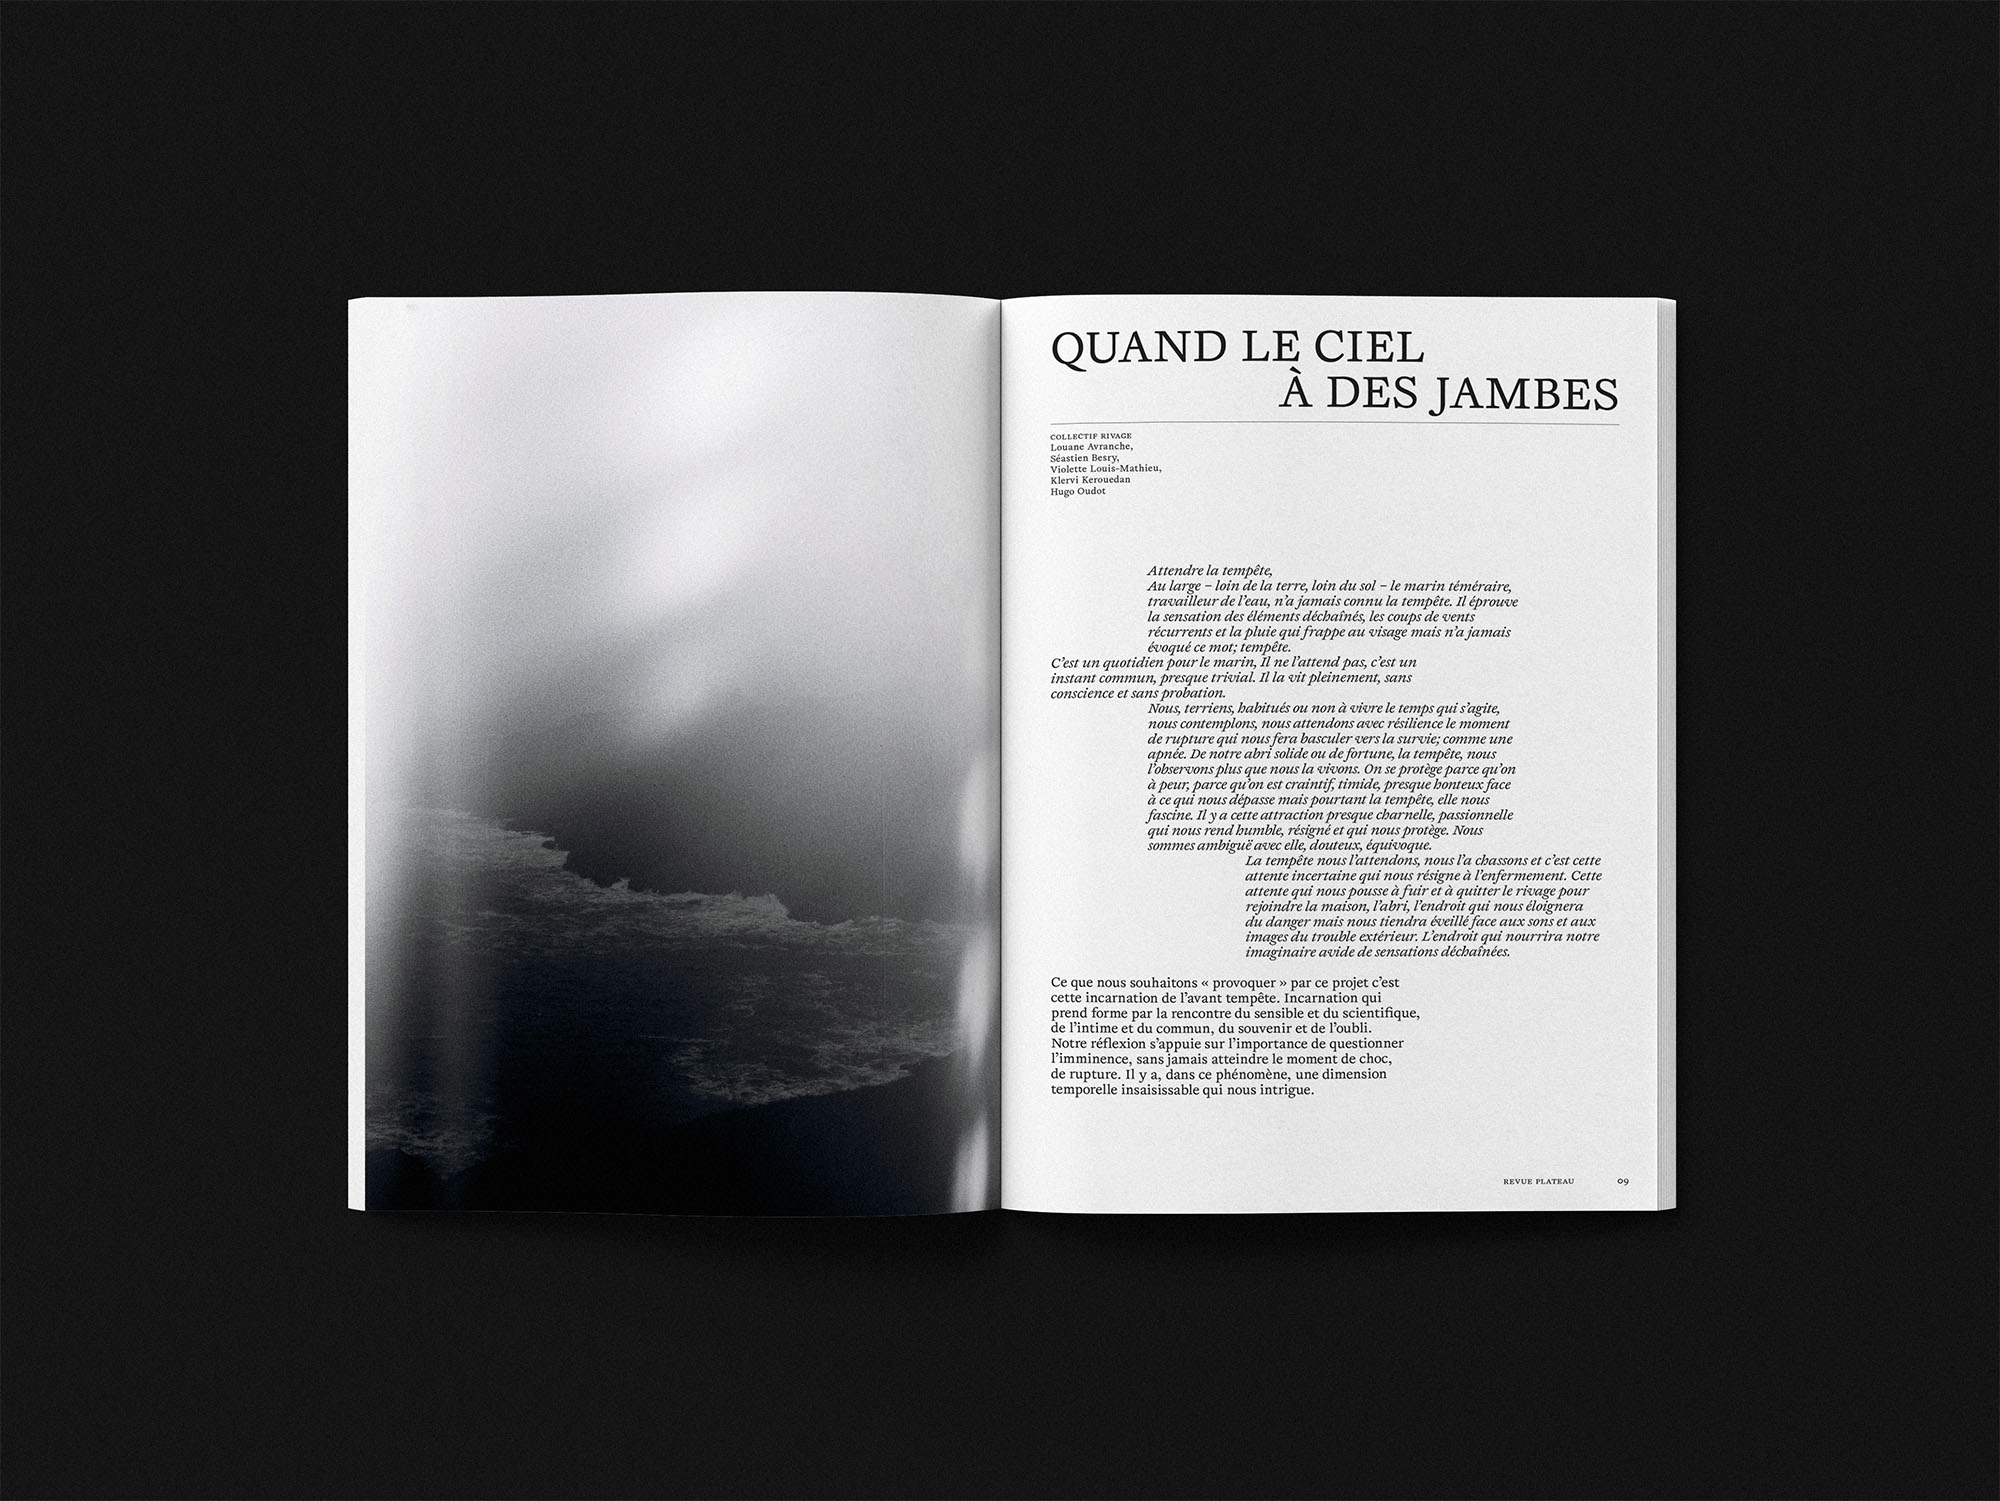 QUAND LE CIEL
À DES JAMBES
COLLECTIF RIVAGE
Louane Avranche,
Séastien Besry,
Violette Louis-Mathieu,
Klervi Kerouedan
Hugo Oudot
Attendre la tempête,
Au large – loin de la terre, loin du sol – le marin téméraire,
travailleur de l’eau, n’a jamais connu la tempête. Il éprouve
la sensation des éléments déchaînés, les coups de vents
récurrents et la pluie qui frappe au visage mais n’a jamais
évoqué ce mot; tempête.
C’est un quotidien pour le marin, Il ne l’attend pas, c’est un
instant commun, presque trivial. Il la vit pleinement, sans
conscience et sans probation.
Nous, terriens, habitués ou non à vivre le temps qui s’agite,
nous contemplons, nous attendons avec résilience le moment
de rupture qui nous fera basculer vers la survie; comme une
apnée. De notre abri solide ou de fortune, la tempête, nous
l’observons plus que nous la vivons. On se protège parce qu’on
à peur, parce qu’on est craintif, timide, presque honteux face
à ce qui nous dépasse mais pourtant la tempête, elle nous
fascine. Il y a cette attraction presque charnelle, passionnelle
qui nous rend humble, résigné et qui nous protège. Nous
sommes ambiguë avec elle, douteux, équivoque.
La tempête nous l’attendons, nous l’a chassons et c’est cette
attente incertaine qui nous résigne à l’enfermement. Cette
attente qui nous pousse à fuir et à quitter le rivage pour
rejoindre la maison, l’abri, l’endroit qui nous éloignera
du danger mais nous tiendra éveillé face aux sons et aux
images du trouble extérieur. L’endroit qui nourrira notre
imaginaire avide de sensations déchaînées.
Ce que nous souhaitons « provoquer » par ce projet c’est
cette incarnation de l’avant tempête. Incarnation qui
prend forme par la rencontre du sensible et du scientifique,
de l’intime et du commun, du souvenir et de l’oubli.
Notre réflexion s’appuie sur l’importance de questionner
l’imminence, sans jamais atteindre le moment de choc,
de rupture. Il y a, dans ce phénomène, une dimension
temporelle insaisissable qui nous intrigue.
REVUE PLATEAU 09